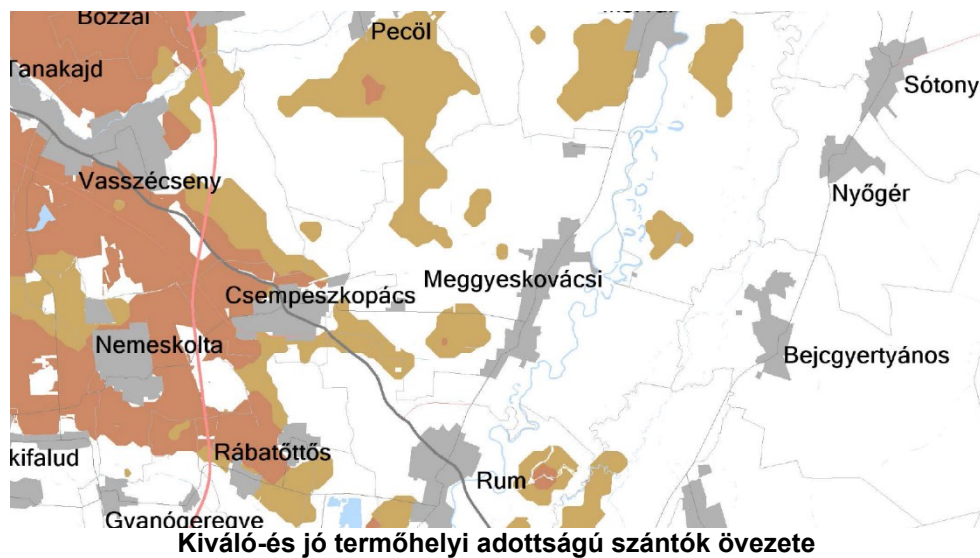 Bozzai
Pecöl
Tanakajd
Sótony
Vasszécseny
Nyőgér
Meggyeskovácsi
Csempeszkopács
Nemeskolta
Bejcgyertyános
Rábatőttős
kifalud
Rum
Gyanógeregye
Kiváló-és jó termőhelyi adottságú szántók övezete